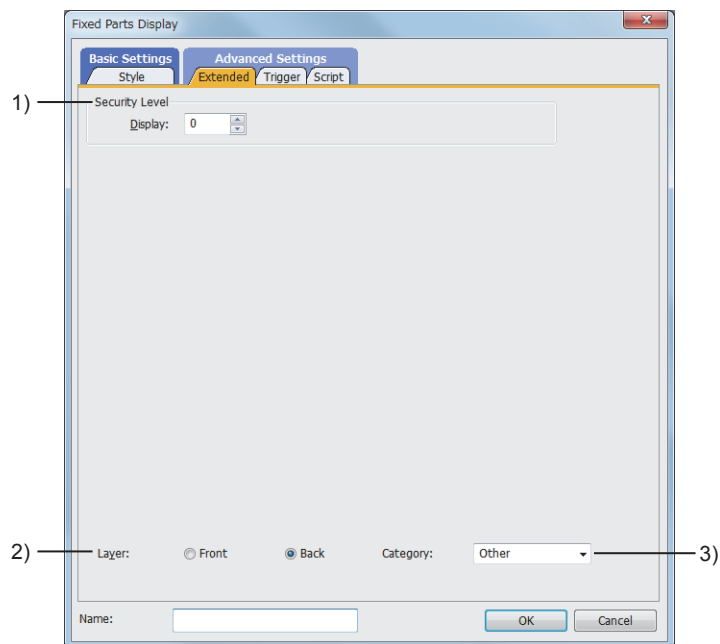 Fixed Parts Display
Basic Settings Advanced Settings
Style Extended Trigger Script
1) Security Level
Display: 0
2) Layer: Front Back Category: Other 3)
Name: OK Cancel